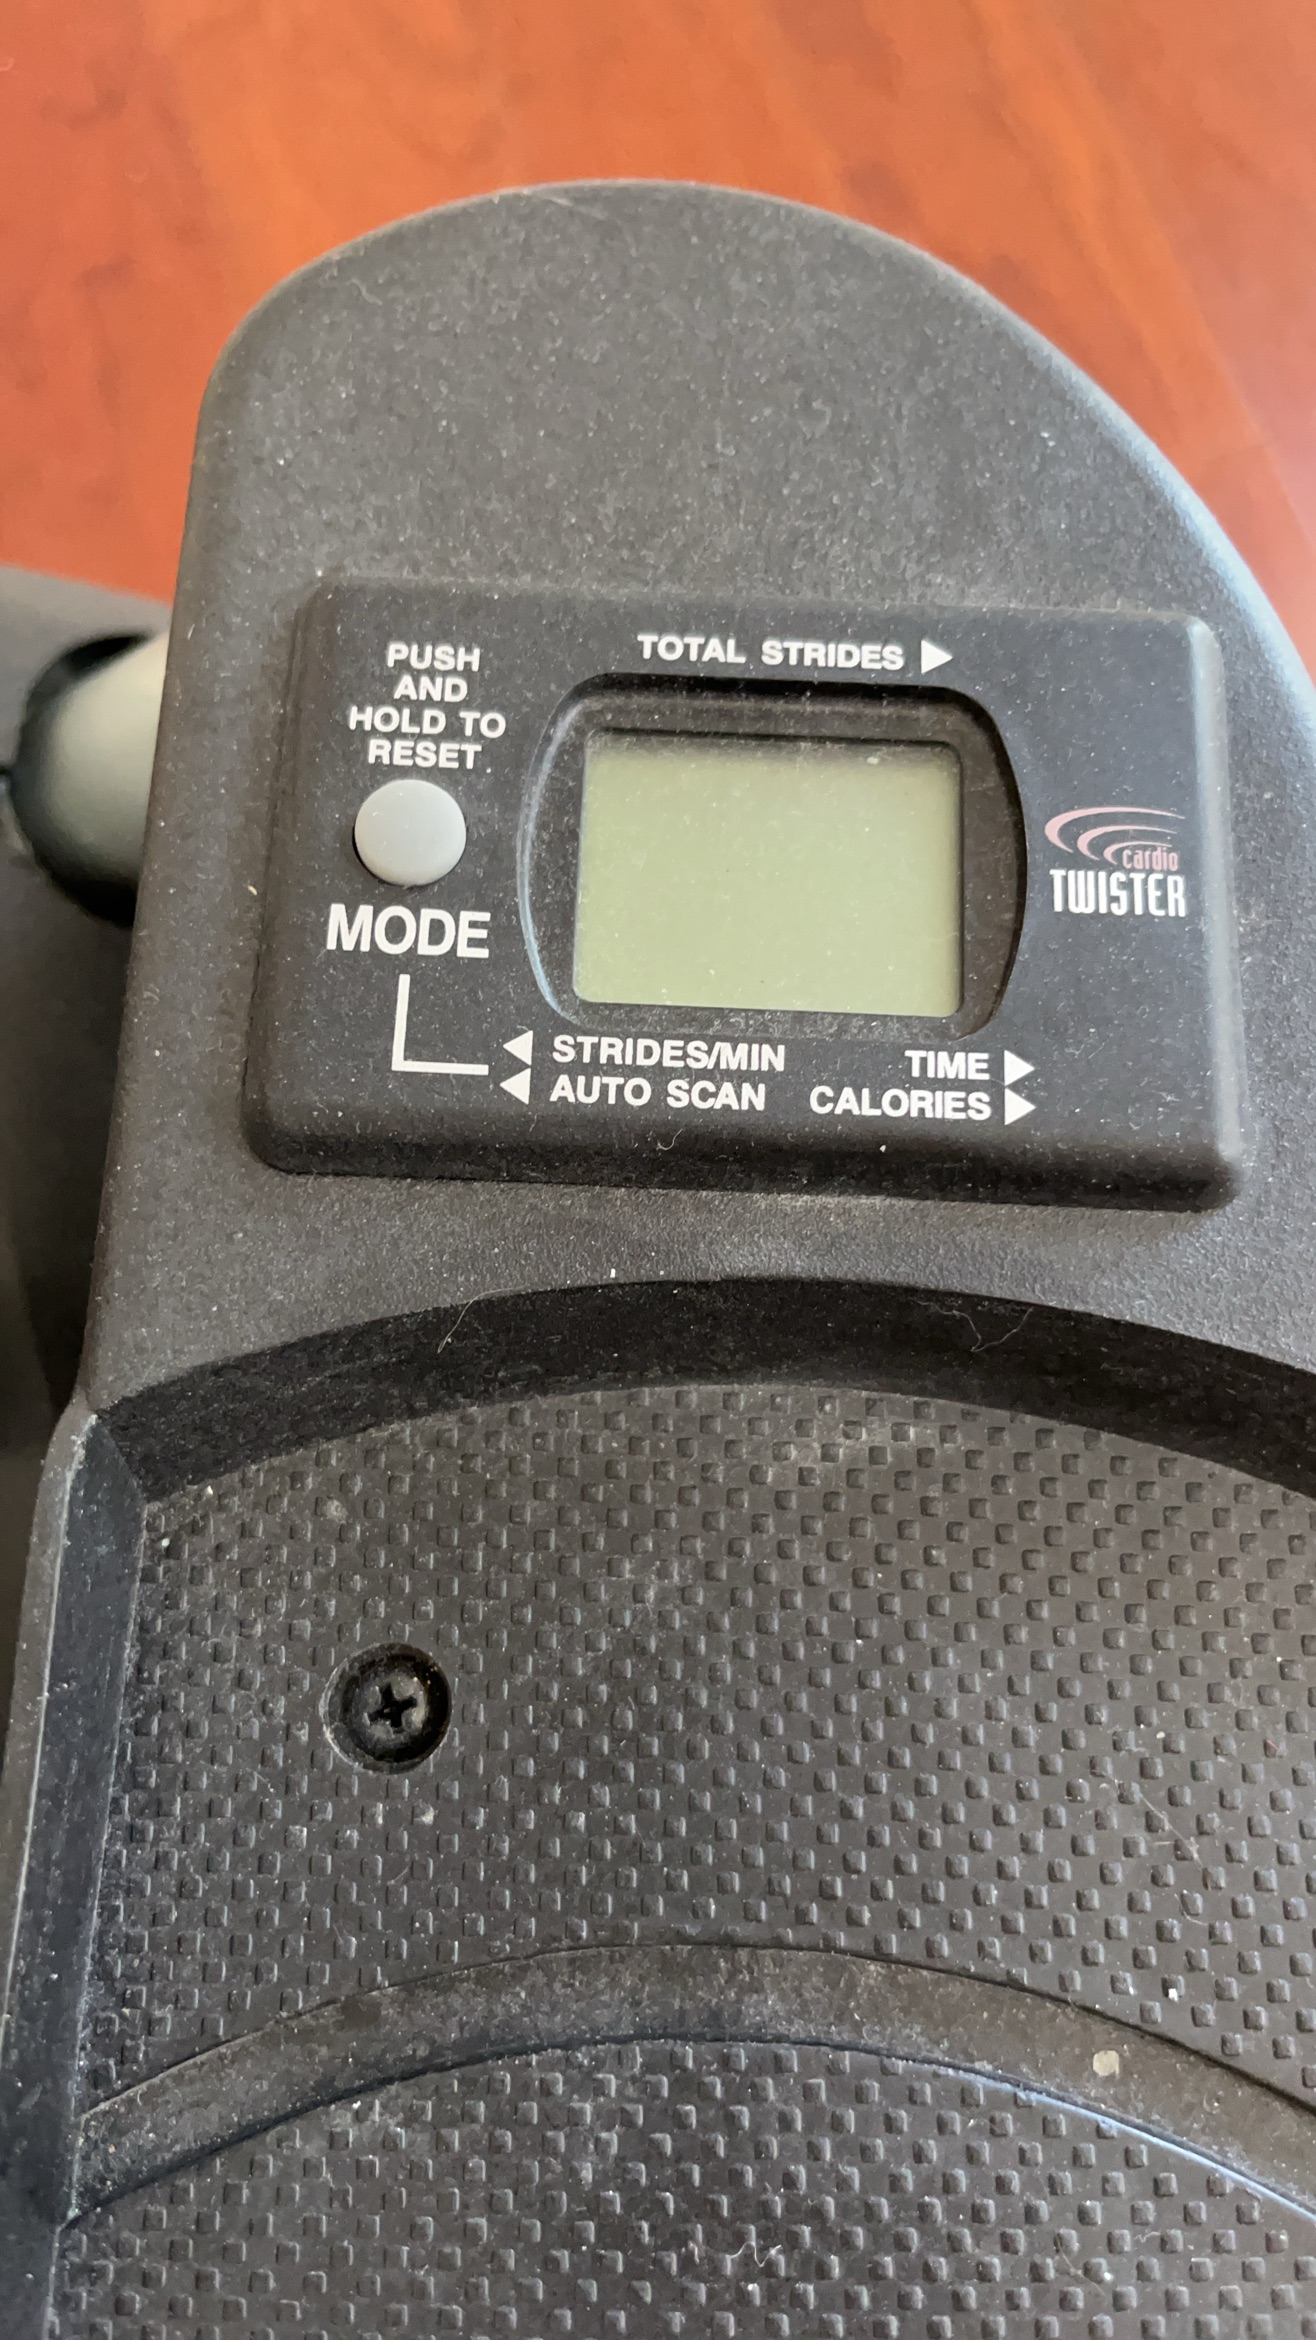 PUSH
AND
HOLD TO
RESET
MODE
TOTAL STRIDES ▶
cardio
TWISTER
◀ STRIDES/MIN
◀ AUTO SCAN
TIME ▶
CALORIES ▶